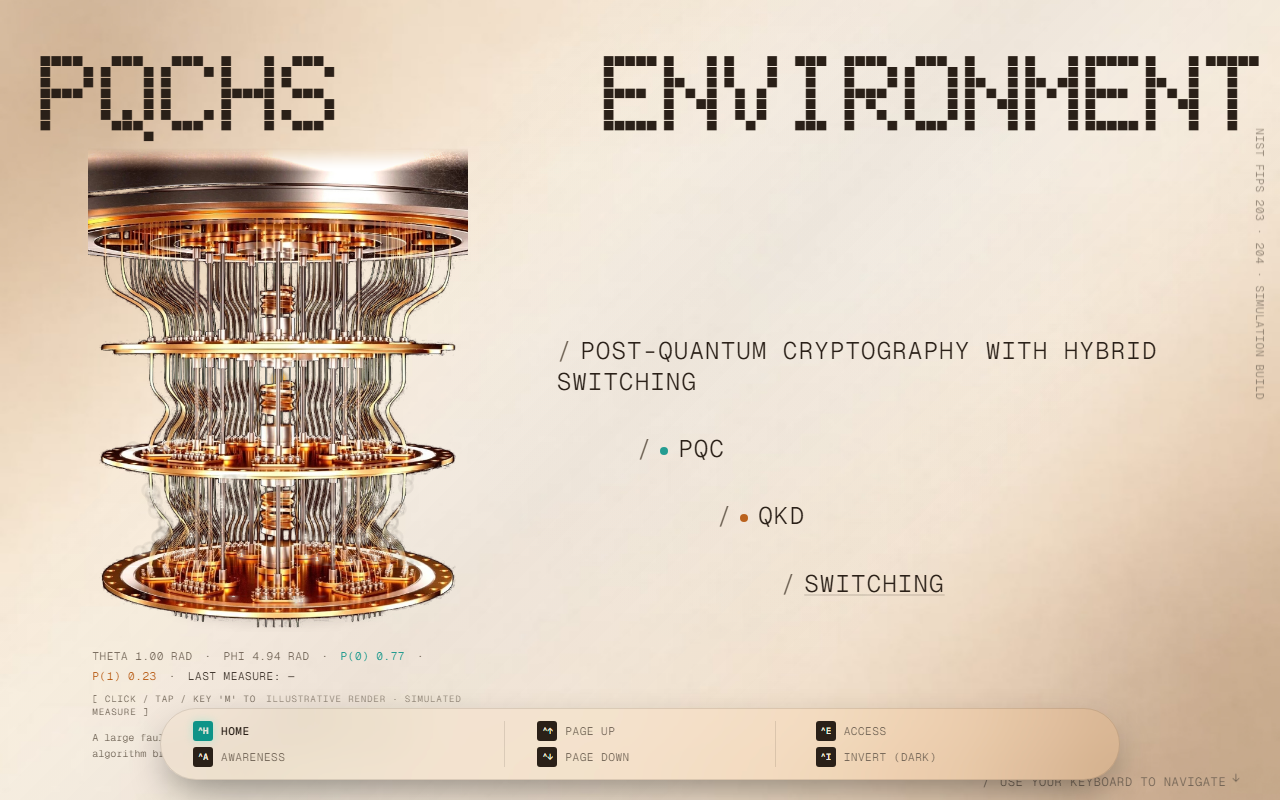 PQCHS ENVIRONMENT
NIST FIPS 203 · 204 · SIMULATION BUILD
/ POST-QUANTUM CRYPTOGRAPHY WITH HYBRID
SWITCHING
/ • PQC
/ • QKD
/ SWITCHING
THETA 1.00 RAD · PHI 4.94 RAD · P(0) 0.77 ·
P(1) 0.23 · LAST MEASURE: —
[ CLICK / TAP / KEY 'M' TO
MEASURE ]
ILLUSTRATIVE RENDER · SIMULATED
A large
algorithm
^H HOME
^A AWARENESS
^↑ PAGE UP
^↓ PAGE DOWN
^E ACCESS
^I INVERT (DARK)
/ USE YOUR KEYBOARD TO NAVIGATE ↓